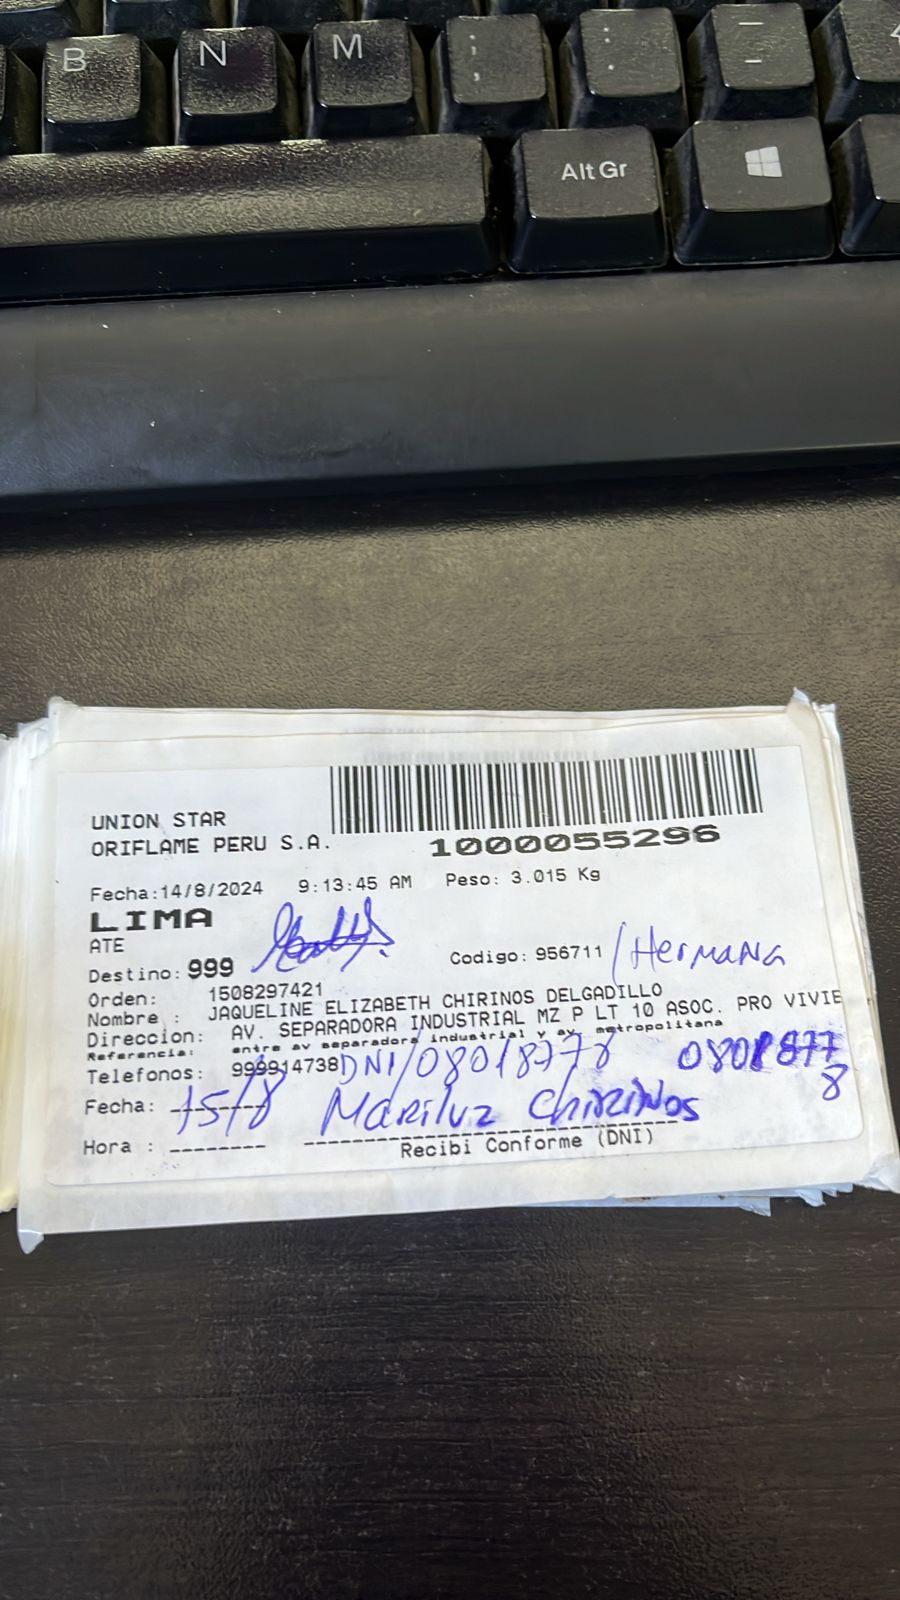 B N M ; : _
; . -
Alt Gr
UNION STAR
ORIFLAME PERU S.A.
1000055296
Fecha:14/8/2024 9:13:45 AM Peso: 3.015 Kg
LIMA
ATE
Destino: 999 Codigo: 956711 / Hermana
Orden: 1508297421
Nombre : JAQUELINE ELIZABETH CHIRINOS DELGADILLO
Direccion: AV. SEPARADORA INDUSTRIAL MZ P LT 10 ASOC. PRO VIVIE
Referencia: entre av separadora industrial y av. metropolitana
Telefonos: 999914738 DNI/08018778 08018778
Fecha: 15/8 Mariluz Chirinos
Hora : --------
Recibi Conforme (DNI)